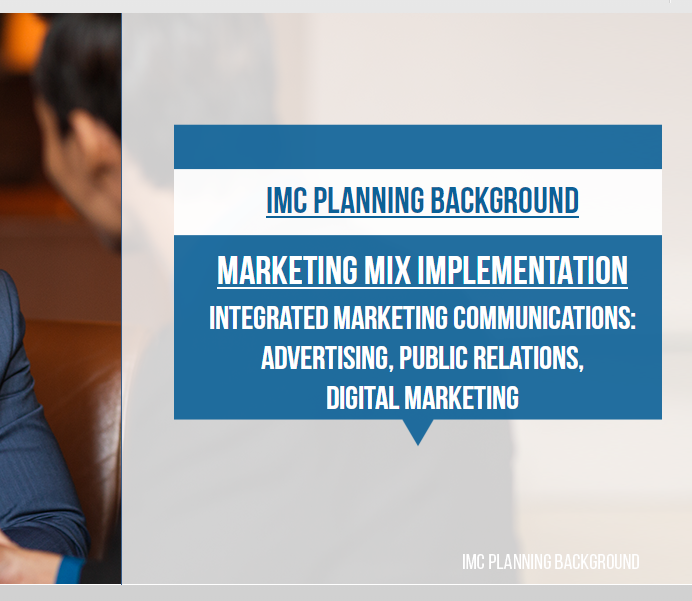 IMC PLANNING BACKGROUND
MARKETING MIX IMPLEMENTATION
INTEGRATED MARKETING COMMUNICATIONS:
ADVERTISING, PUBLIC RELATIONS,
DIGITAL MARKETING
IMC PLANNING BACKGROUND